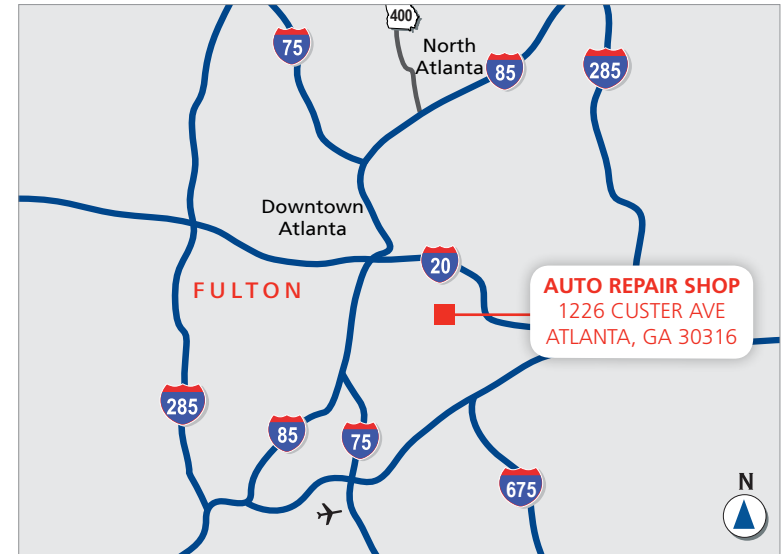 400
75
North
Atlanta
85
285
Downtown
Atlanta
20
FULTON
AUTO REPAIR SHOP
1226 CUSTER AVE
ATLANTA, GA 30316
285
85
75
675
N